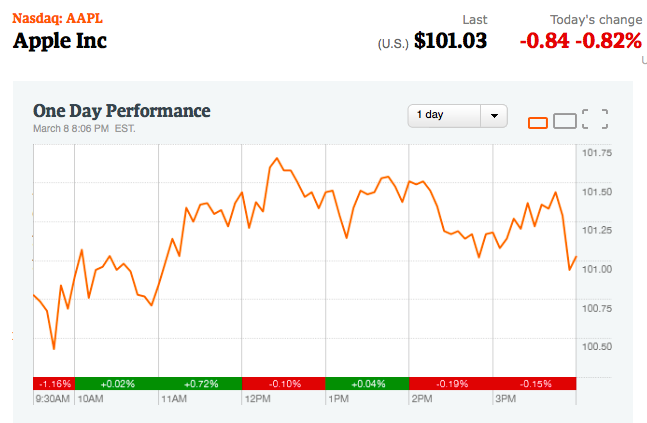 Nasdaq: AAPL
Last
Today's change
Apple Inc
(U.S.) $101.03
-0.84 -0.82%
One Day Performance
1 day
March 8 8:06 PM EST.
101.75
101.50
101.25
101.00
100.75
100.50
-1.16% +0.02% +0.72% -0.10% +0.04% -0.19% -0.15%
9:30AM 10AM 11AM 12PM 1PM 2PM 3PM